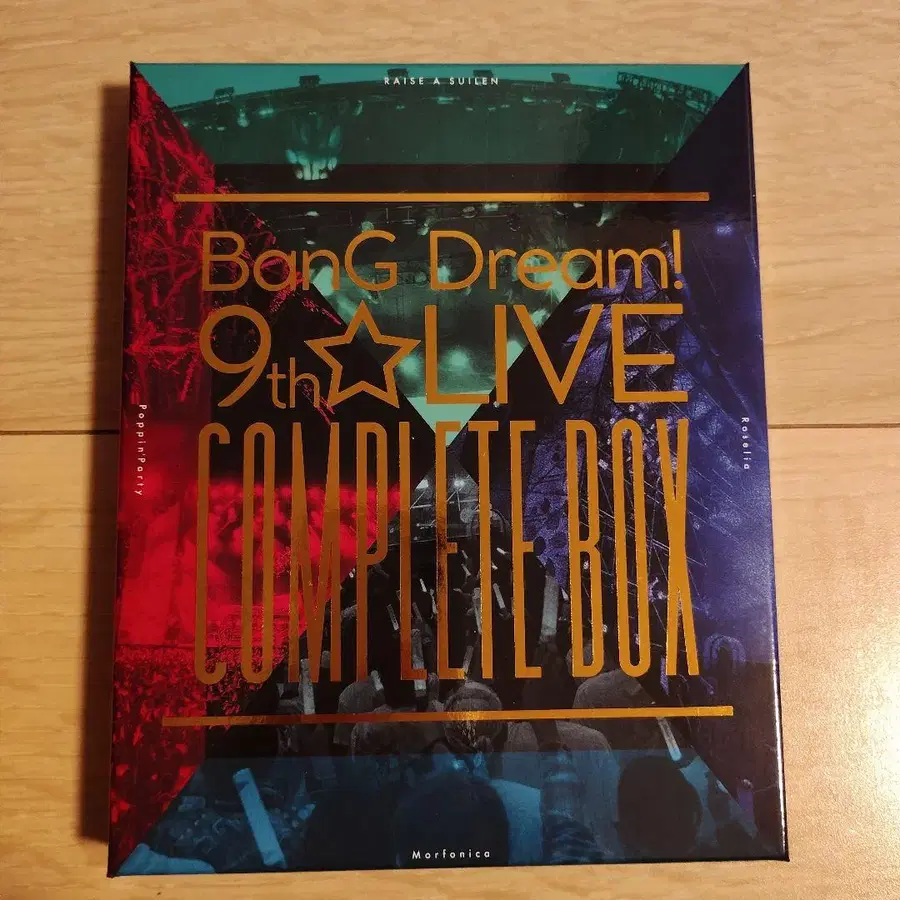 RAISE A SUILEN
BanG Dream!
9th☆LIVE
COMPLETE BOX
Poppin'Party
Roselia
Morfonica